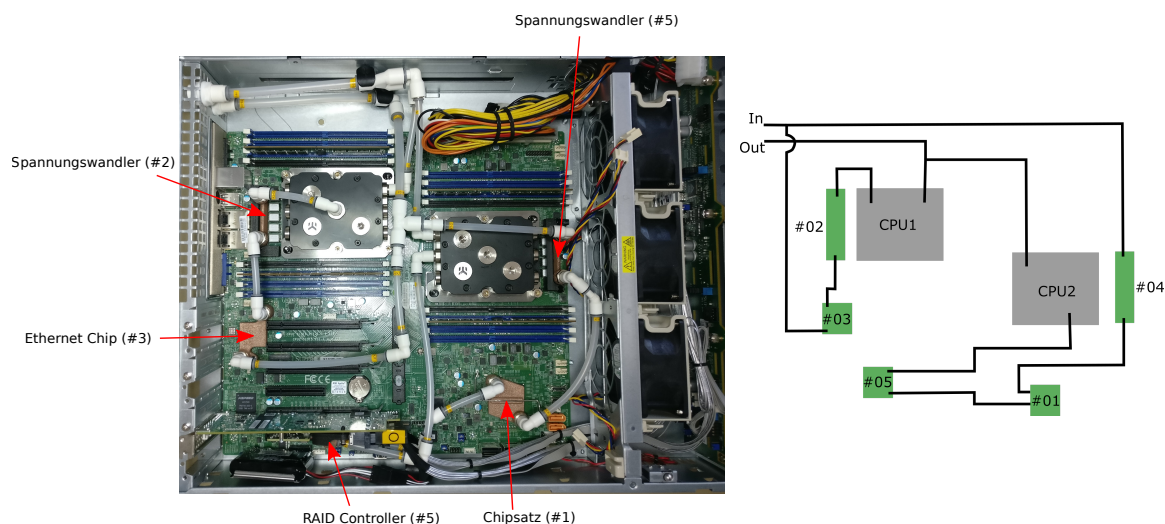 Spannungswandler (#5)
Spannungswandler (#2)
Ethernet Chip (#3)
RAID Controller (#5)
Chipsatz (#1)
FCC
In
Out
#02
CPU1
#03
CPU2
#04
#05
#01